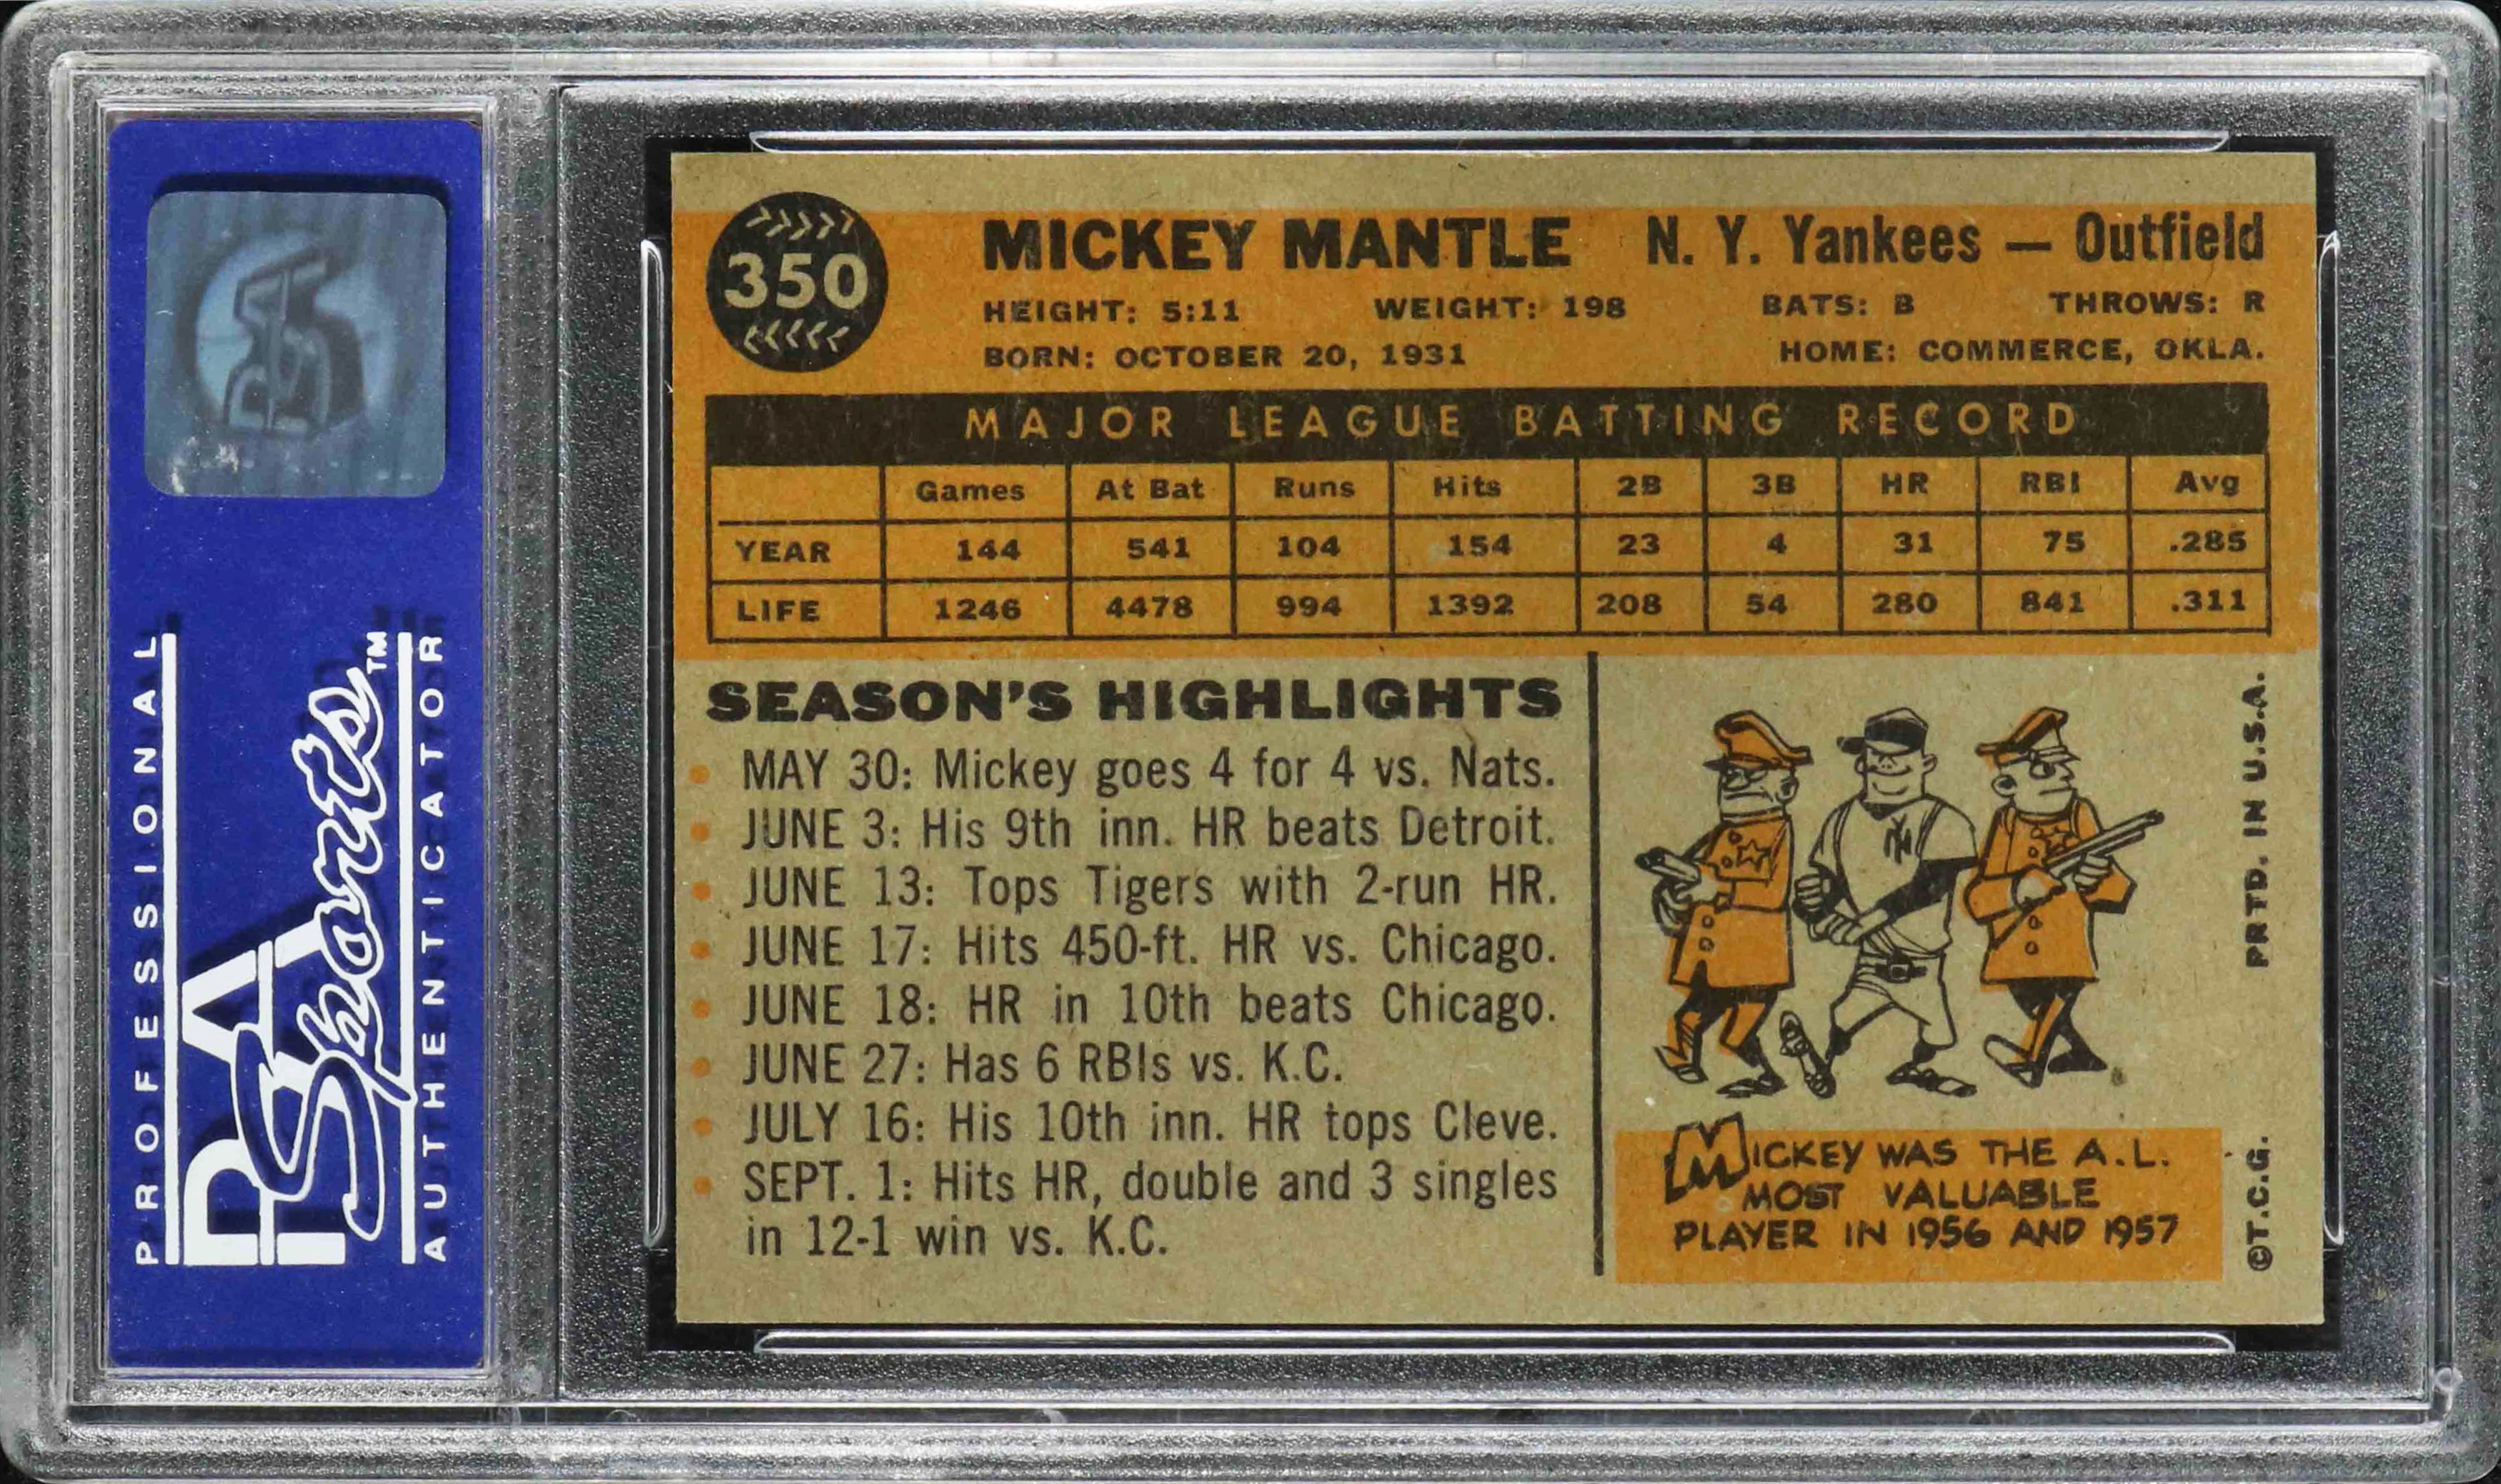 PROFESSIONAL
PSA Sports™
AUTHENTICATOR
PSA
350
MICKEY MANTLE N. Y. Yankees — Outfield
HEIGHT: 5:11 WEIGHT: 198 BATS: B THROWS: R
BORN: OCTOBER 20, 1931 HOME: COMMERCE, OKLA.
MAJOR LEAGUE BATTING RECORD
Games At Bat Runs Hits 2B 3B HR RBI Avg
YEAR 144 541 104 154 23 4 31 75 .285
LIFE 1246 4478 994 1392 208 54 280 841 .311
SEASON'S HIGHLIGHTS
MAY 30: Mickey goes 4 for 4 vs. Nats.
JUNE 3: His 9th inn. HR beats Detroit.
JUNE 13: Tops Tigers with 2-run HR.
JUNE 17: Hits 450-ft. HR vs. Chicago.
JUNE 18: HR in 10th beats Chicago.
JUNE 27: Has 6 RBIs vs. K.C.
JULY 16: His 10th inn. HR tops Cleve.
SEPT. 1: Hits HR, double and 3 singles
in 12-1 win vs. K.C.
NY
MICKEY WAS THE A.L.
MOST VALUABLE
PLAYER IN 1956 AND 1957
©T.C.G. PRTD. IN U.S.A.